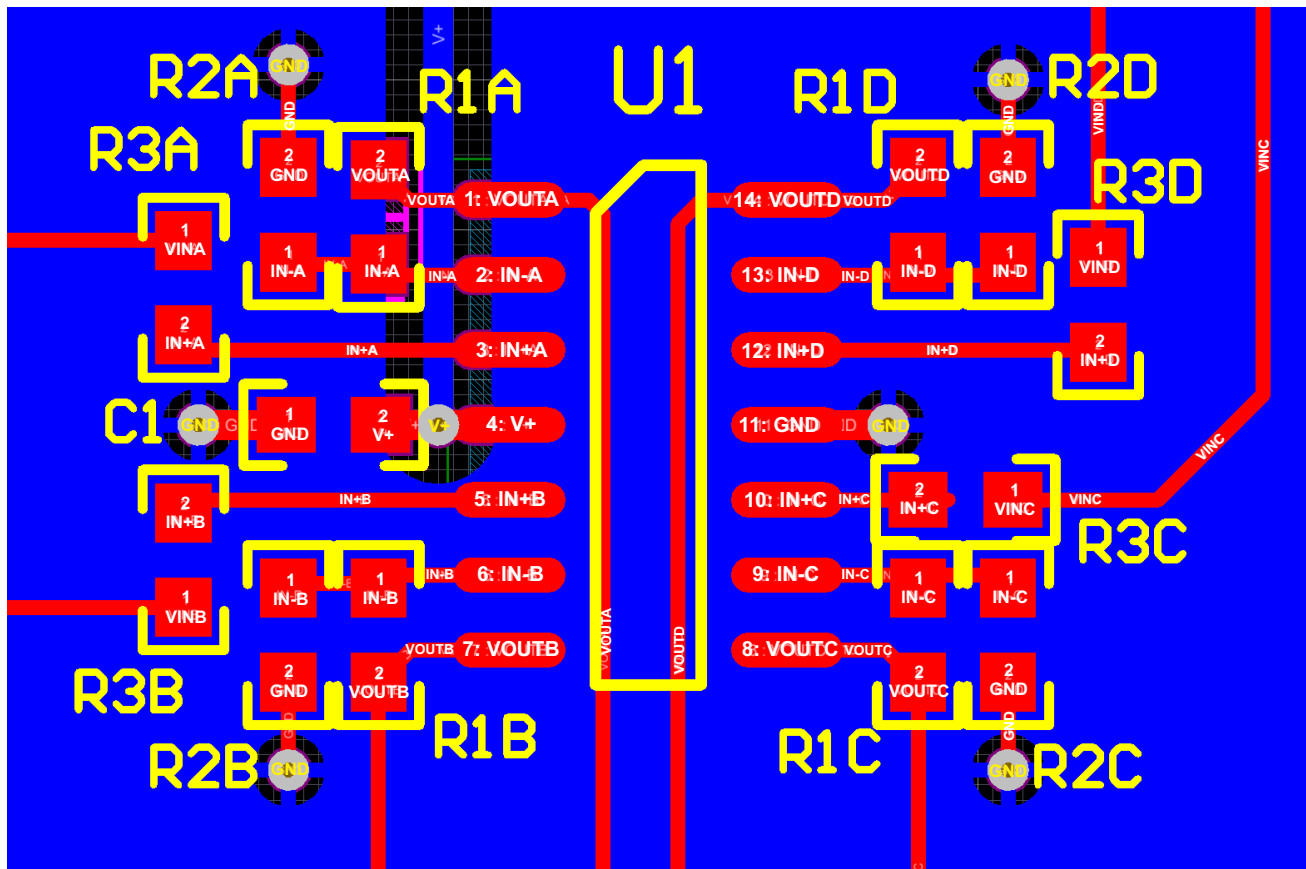 V+
R2A
GND
R1A
U1
R1D
GND
R2D
R3A
GND
GND
VIND
VINC
2
GND
2
VOUTA
2
VOUTD
2
GND
R3D
1
VINA
VOUTA
1: VOUTA
14: VOUTD
VOUTD
1
IN-A
1
IN-A
IN-A
2: IN-A
13: IN-D
IN-D
1
IN-D
1
IN-D
1
VIND
2
IN+A
IN+A
3: IN+A
12: IN+D
IN+D
2
IN+D
C1
GND
GND
1
GND
2
V+
V+
4: V+
11: GND
GND
2
IN+B
IN+B
5: IN+B
10: IN+C
IN+C
2
IN+C
1
VINC
VINC
VINC
R3C
1
IN-B
1
IN-B
IN-B
6: IN-B
9: IN-C
IN-C
1
IN-C
1
IN-C
1
VINB
VOUTB
7: VOUTB
VOUTA
VOUTD
8: VOUTC
VOUTC
R3B
2
GND
2
VOUTB
2
VOUTC
2
GND
GND
GND
R1B
R1C
R2B
GND
GND
R2C